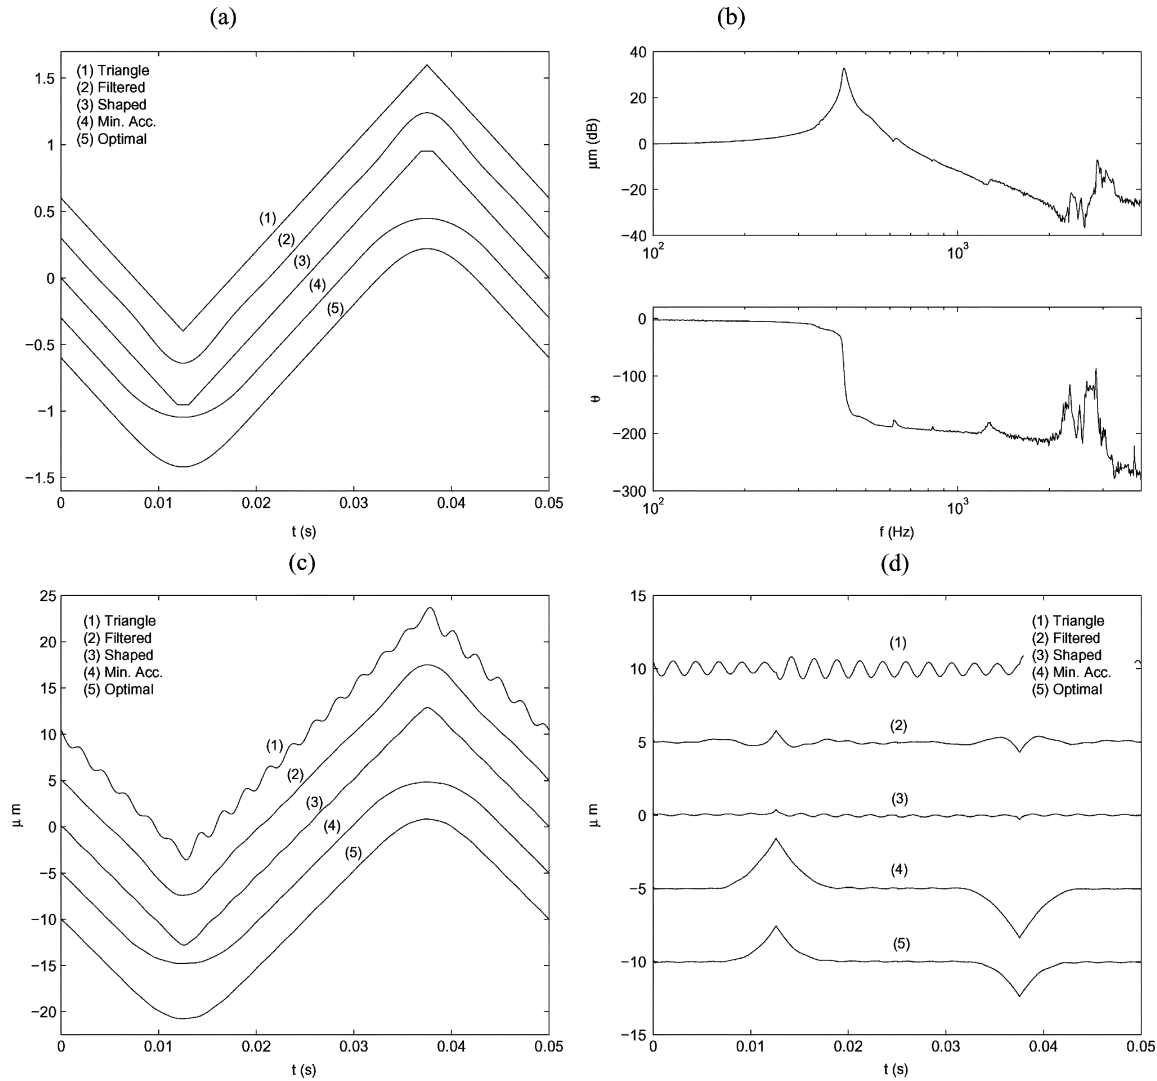 (a)
(1) Triangle
(2) Filtered
(3) Shaped
(4) Min. Acc.
(5) Optimal
1.5
1
0.5
0
−0.5
−1
−1.5
(1)
(2)
(3)
(4)
(5)
0
0.01
0.02
0.03
0.04
0.05
t (s)
(b)
μm (dB)
40
20
0
−20
−40
10²
10³
θ
0
−100
−200
−300
10²
10³
f (Hz)
(c)
(1) Triangle
(2) Filtered
(3) Shaped
(4) Min. Acc.
(5) Optimal
μ m
25
20
15
10
5
0
−5
−10
−15
−20
(1)
(2)
(3)
(4)
(5)
0
0.01
0.02
0.03
0.04
0.05
t (s)
(d)
(1) Triangle
(2) Filtered
(3) Shaped
(4) Min. Acc.
(5) Optimal
μ m
15
10
5
0
−5
−10
−15
(1)
(2)
(3)
(4)
(5)
0
0.01
0.02
0.03
0.04
0.05
t (s)